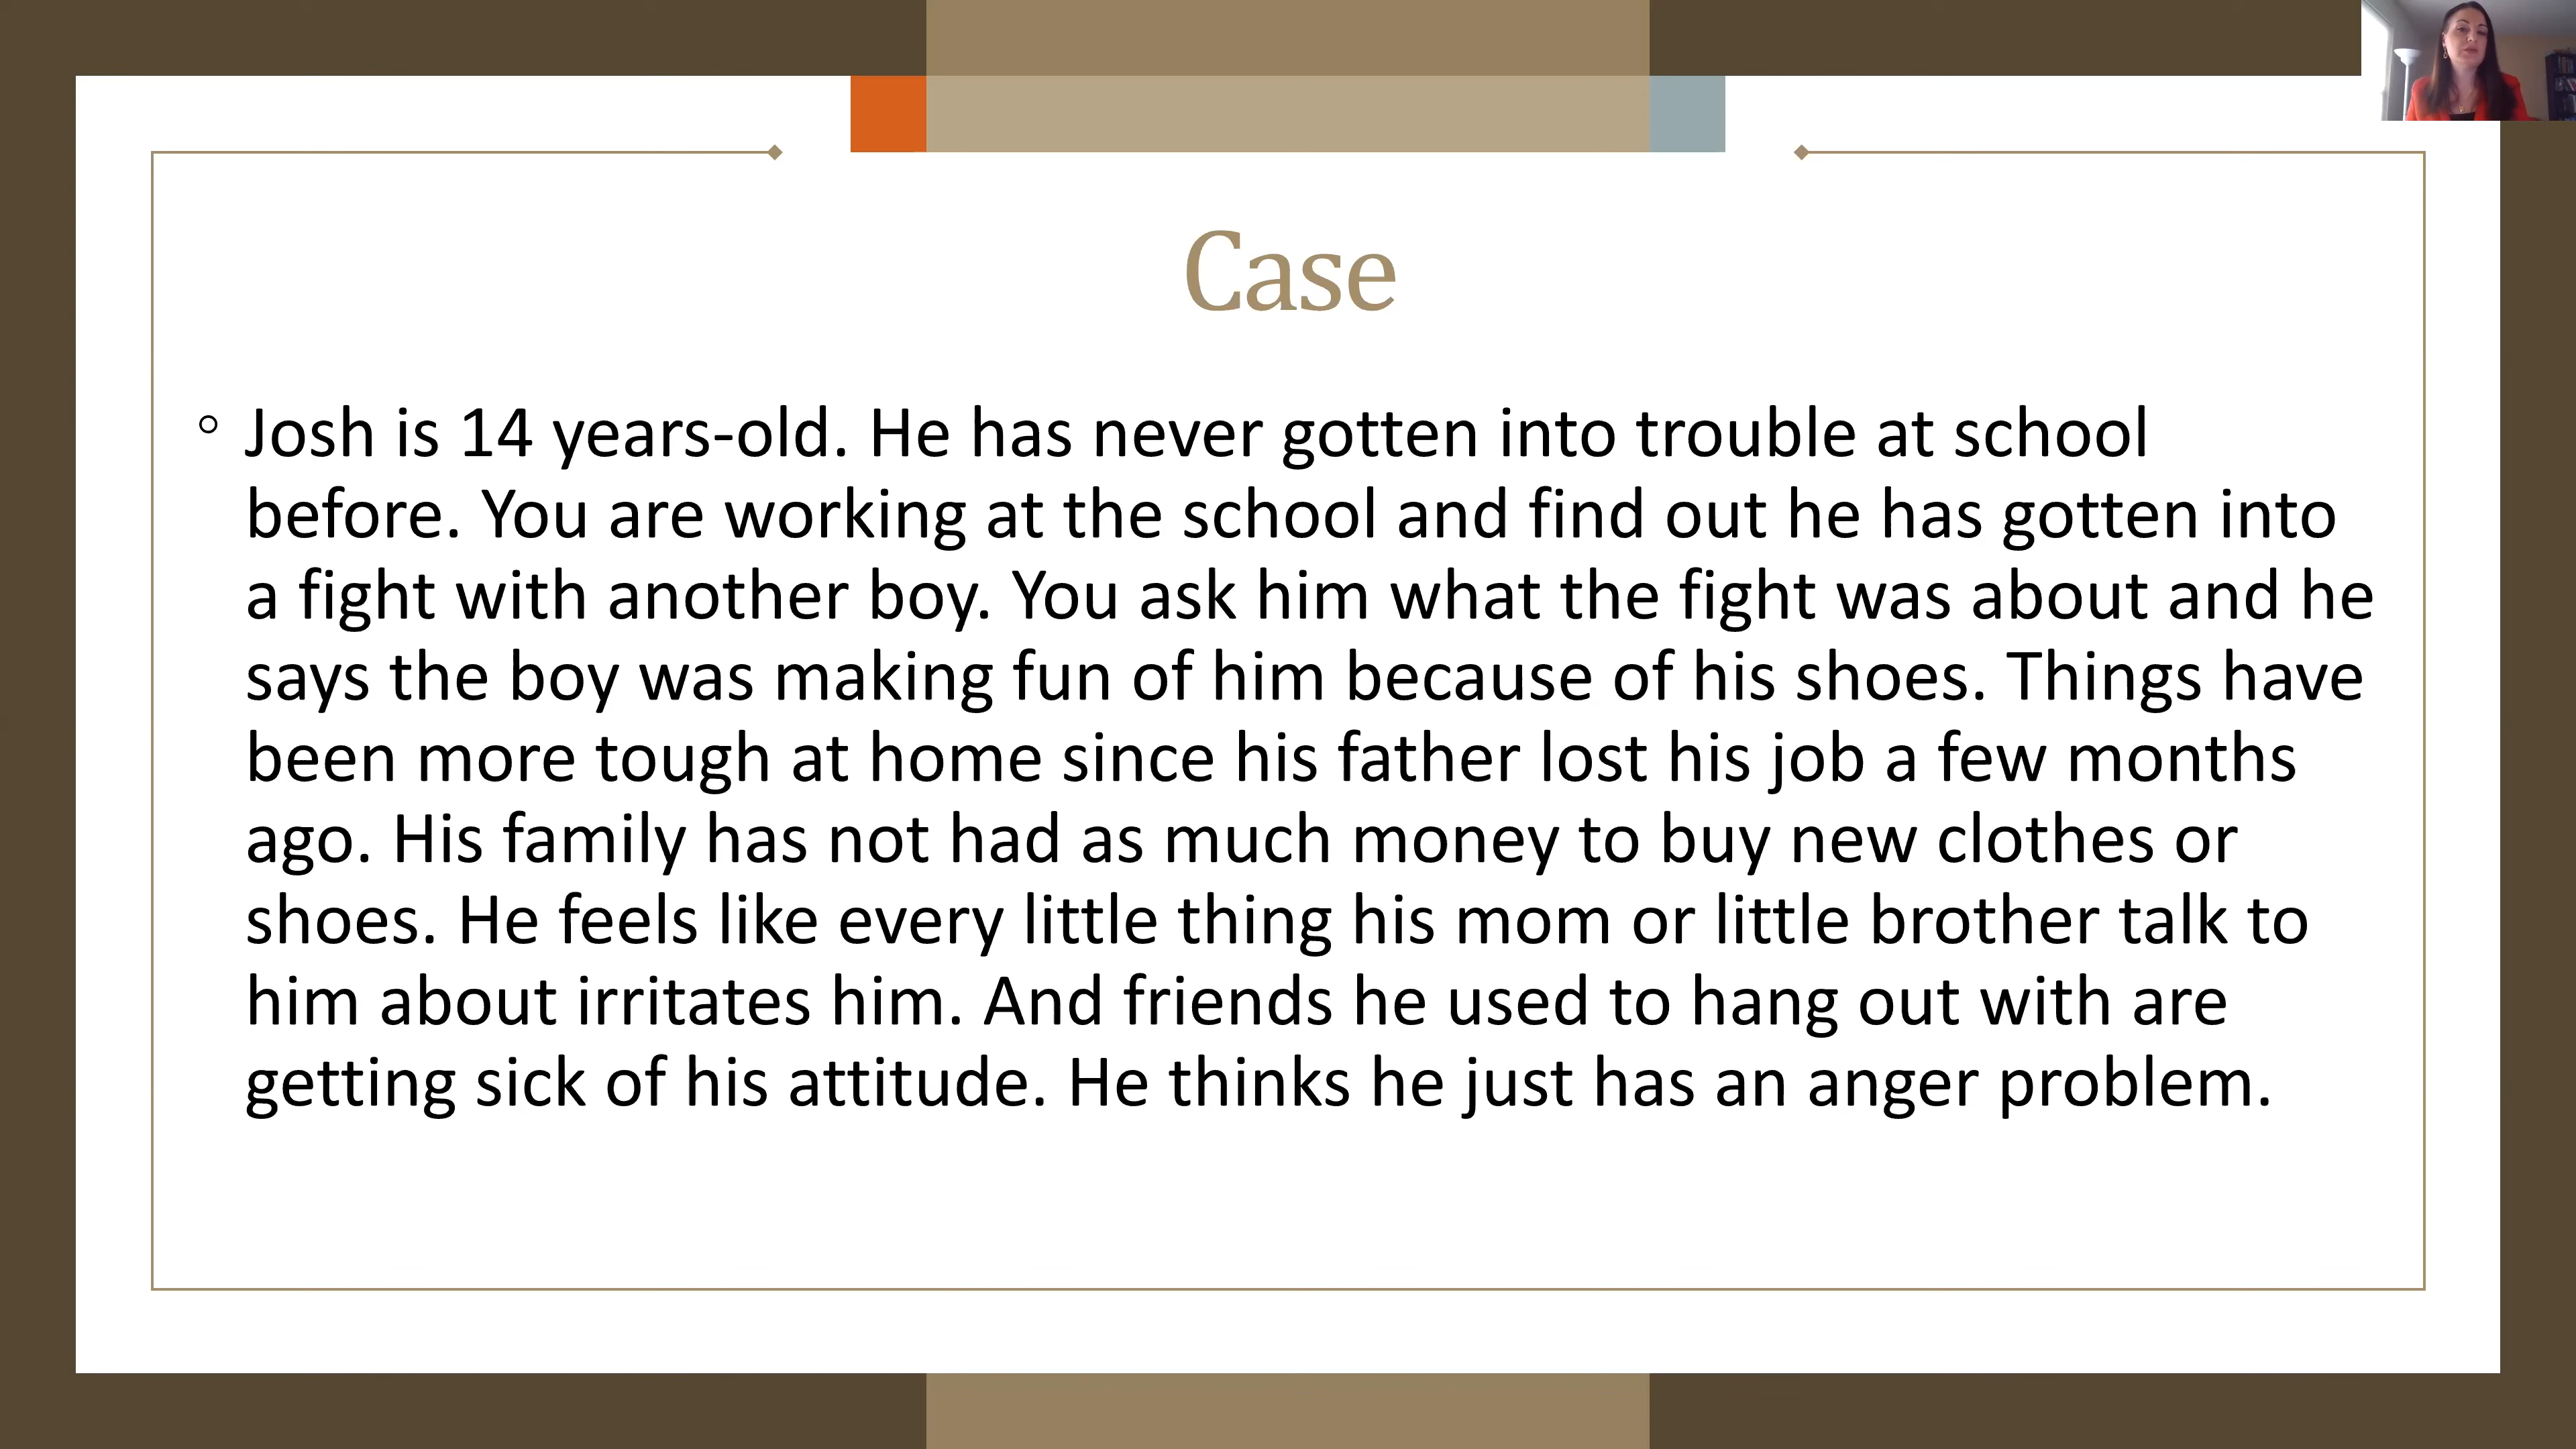 Case
Josh is 14 years-old. He has never gotten into trouble at school
before. You are working at the school and find out he has gotten into
a fight with another boy. You ask him what the fight was about and he
says the boy was making fun of him because of his shoes. Things have
been more tough at home since his father lost his job a few months
ago. His family has not had as much money to buy new clothes or
shoes. He feels like every little thing his mom or little brother talk to
him about irritates him. And friends he used to hang out with are
getting sick of his attitude. He thinks he just has an anger problem.